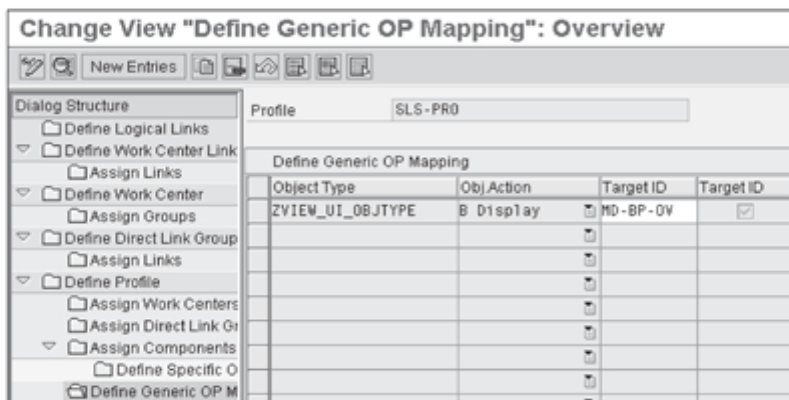 Change View "Define Generic OP Mapping": Overview
New Entries
Dialog Structure
Define Logical Links
Define Work Center Link
Assign Links
Define Work Center
Assign Groups
Define Direct Link Group
Assign Links
Define Profile
Assign Work Centers
Assign Direct Link Gr
Assign Components
Define Specific O
Define Generic OP M
Profile SLS-PRO
Define Generic OP Mapping
Object Type Obj.Action Target ID Target ID
ZVIEW_UI_OBJTYPE B Display MD-BP-OV